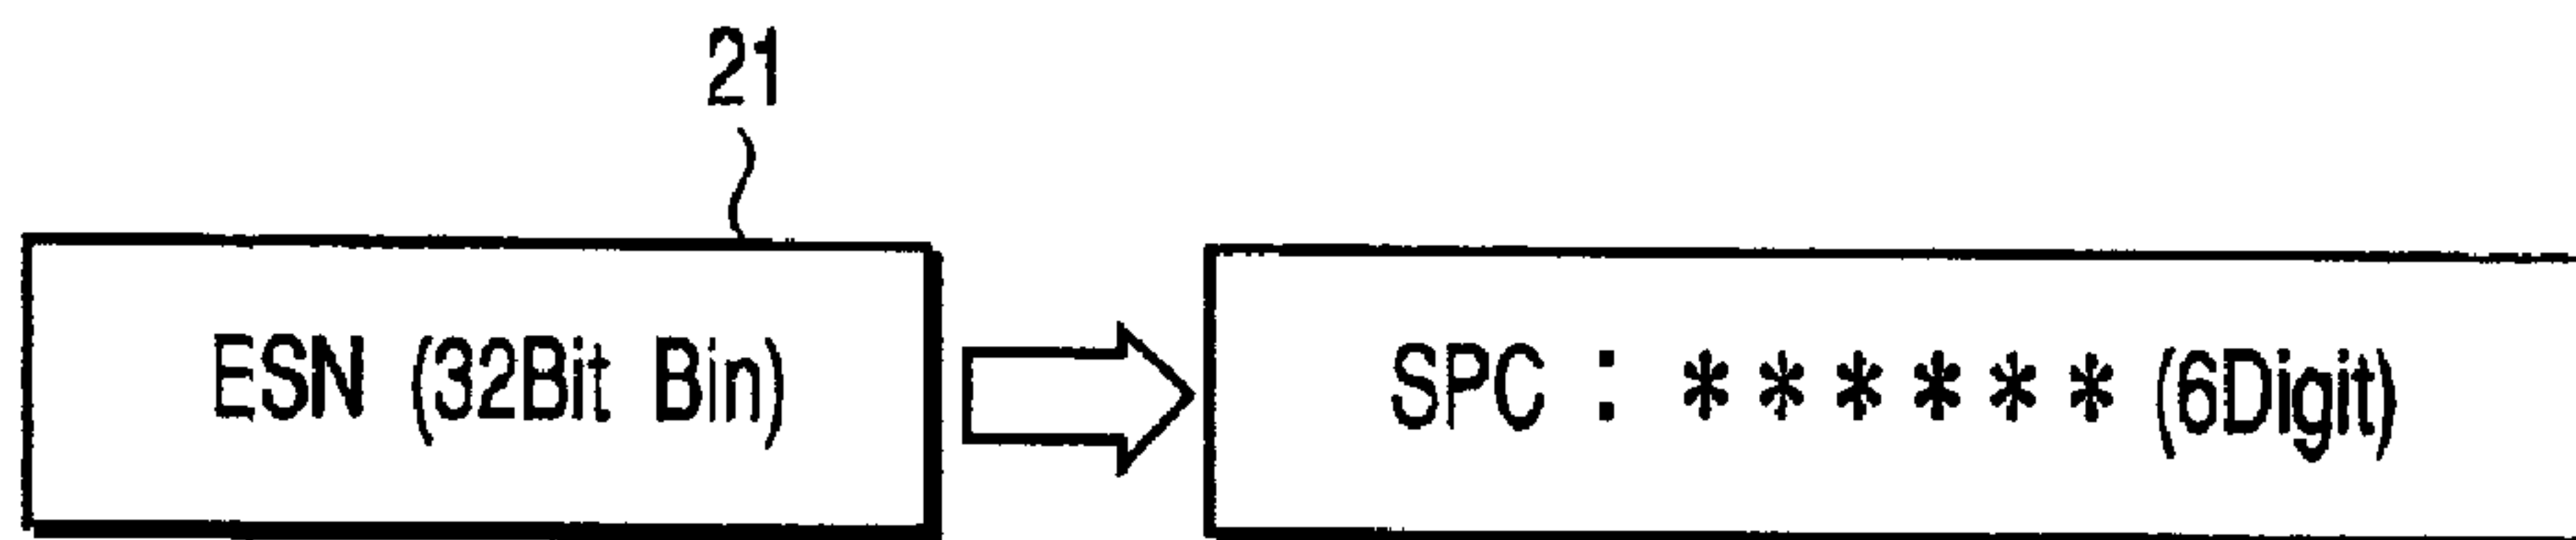 21
ESN (32Bit Bin)
SPC : * * * * * * (6Digit)